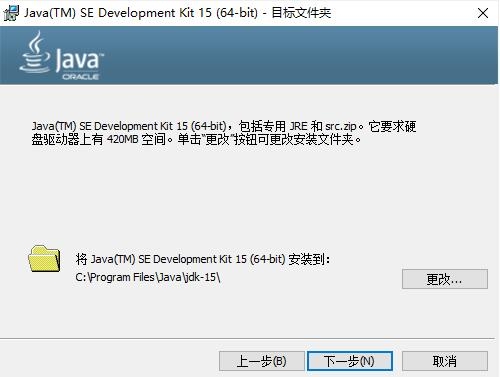 Java(TM) SE Development Kit 15 (64-bit) - 目标文件夹
Java™
ORACLE
Java(TM) SE Development Kit 15 (64-bit)，包括专用 JRE 和 src.zip。它要求硬
盘驱动器上有 420MB 空间。单击“更改”按钮可更改安装文件夹。
将 Java(TM) SE Development Kit 15 (64-bit) 安装到:
C:\Program Files\Java\jdk-15\
更改...
上一步(B)
下一步(N)
取消